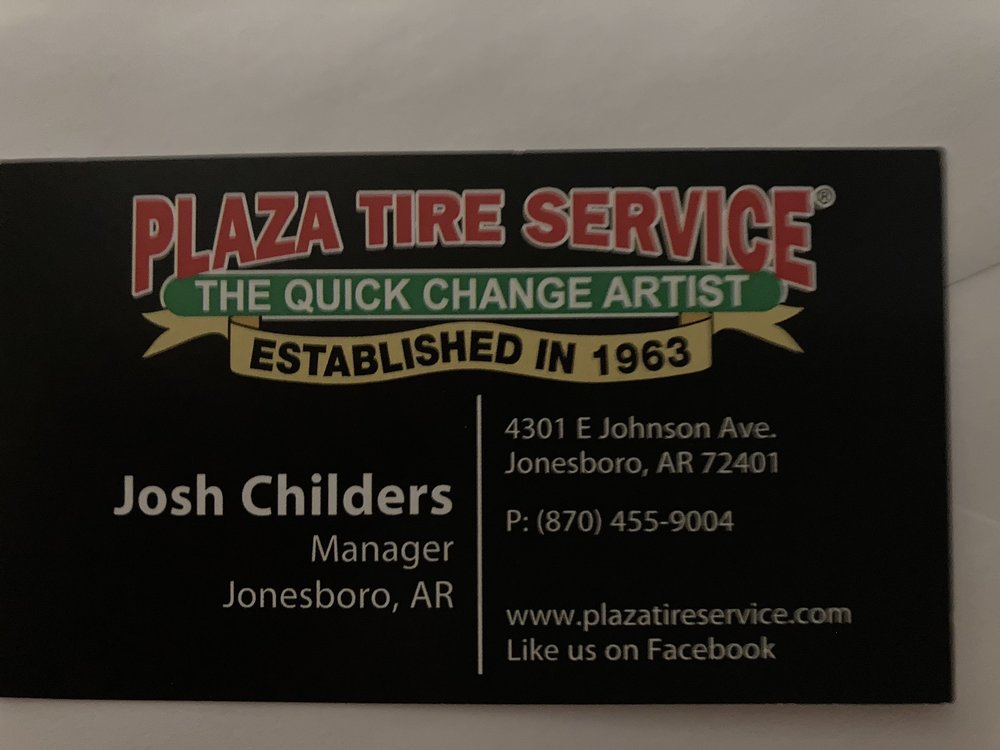 PLAZA TIRE SERVICE®
THE QUICK CHANGE ARTIST
ESTABLISHED IN 1963
Josh Childers
Manager
Jonesboro, AR
4301 E Johnson Ave.
Jonesboro, AR 72401
P: (870) 455-9004
www.plazatireservice.com
Like us on Facebook